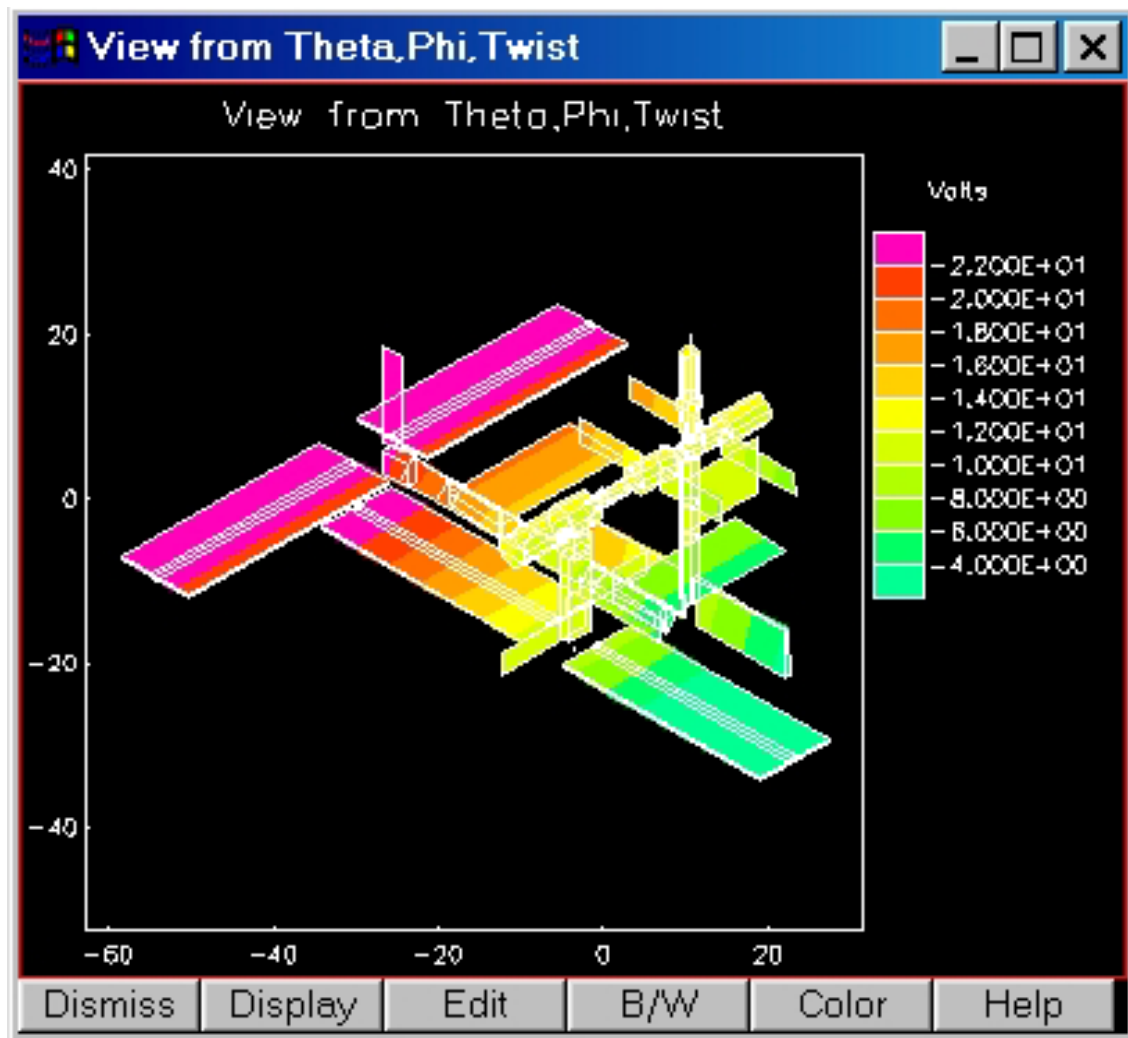 View from Theta,Phi,Twist
View from Theta,Phi,Twist
Volts
40
20
0
-20
-40
-60 -40 -20 0 20
-2.200E+01
-2.000E+01
-1.800E+01
-1.600E+01
-1.400E+01
-1.200E+01
-1.000E+01
-8.000E+00
-6.000E+00
-4.000E+00
Dismiss Display Edit B/W Color Help